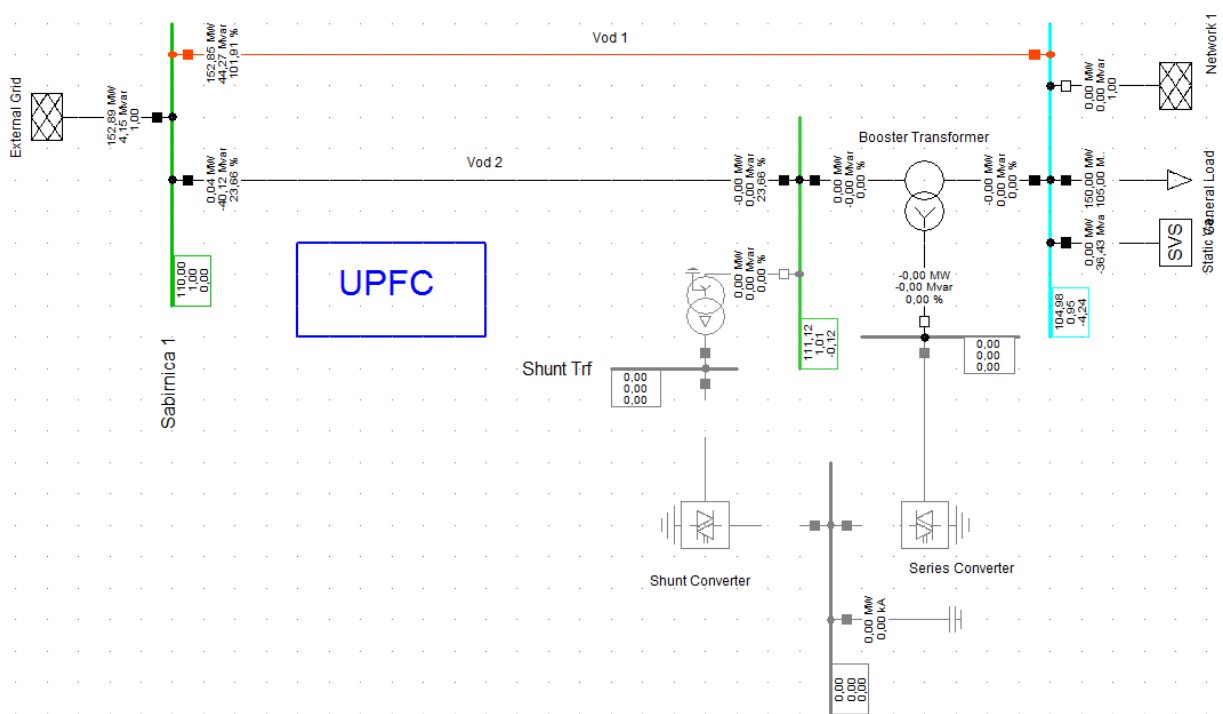 Vod 1
152,85 MW
44,27 Mvar
101,91 %
External Grid
152,89 MW
4,15 Mvar
1,00
Network 1
0,00 MW
0,00 Mvar
1,00
Booster Transformer
Vod 2
0,04 MW
-40,12 Mvar
23,66 %
-0,00 MW
0,00 Mvar
23,66 %
0,00 MW
-0,00 Mvar
0,00 %
-0,00 MW
0,00 Mvar
0,00 %
150,00 MW
105,00 M..
General Load
0,00 MW
-36,43 Mva
SVS
Static
UPFC
0,00 MW
0,00 Mvar
0,00 %
-0,00 MW
-0,00 Mvar
0,00 %
110,00
1,00
0,00
104,98
0,95
-4,24
111,12
1,01
-0,12
0,00
0,00
0,00
Sabirnica 1
Shunt Trf
0,00
0,00
0,00
Shunt Converter
Series Converter
0,00 MW
0,00 kA
0,00
0,00
0,00